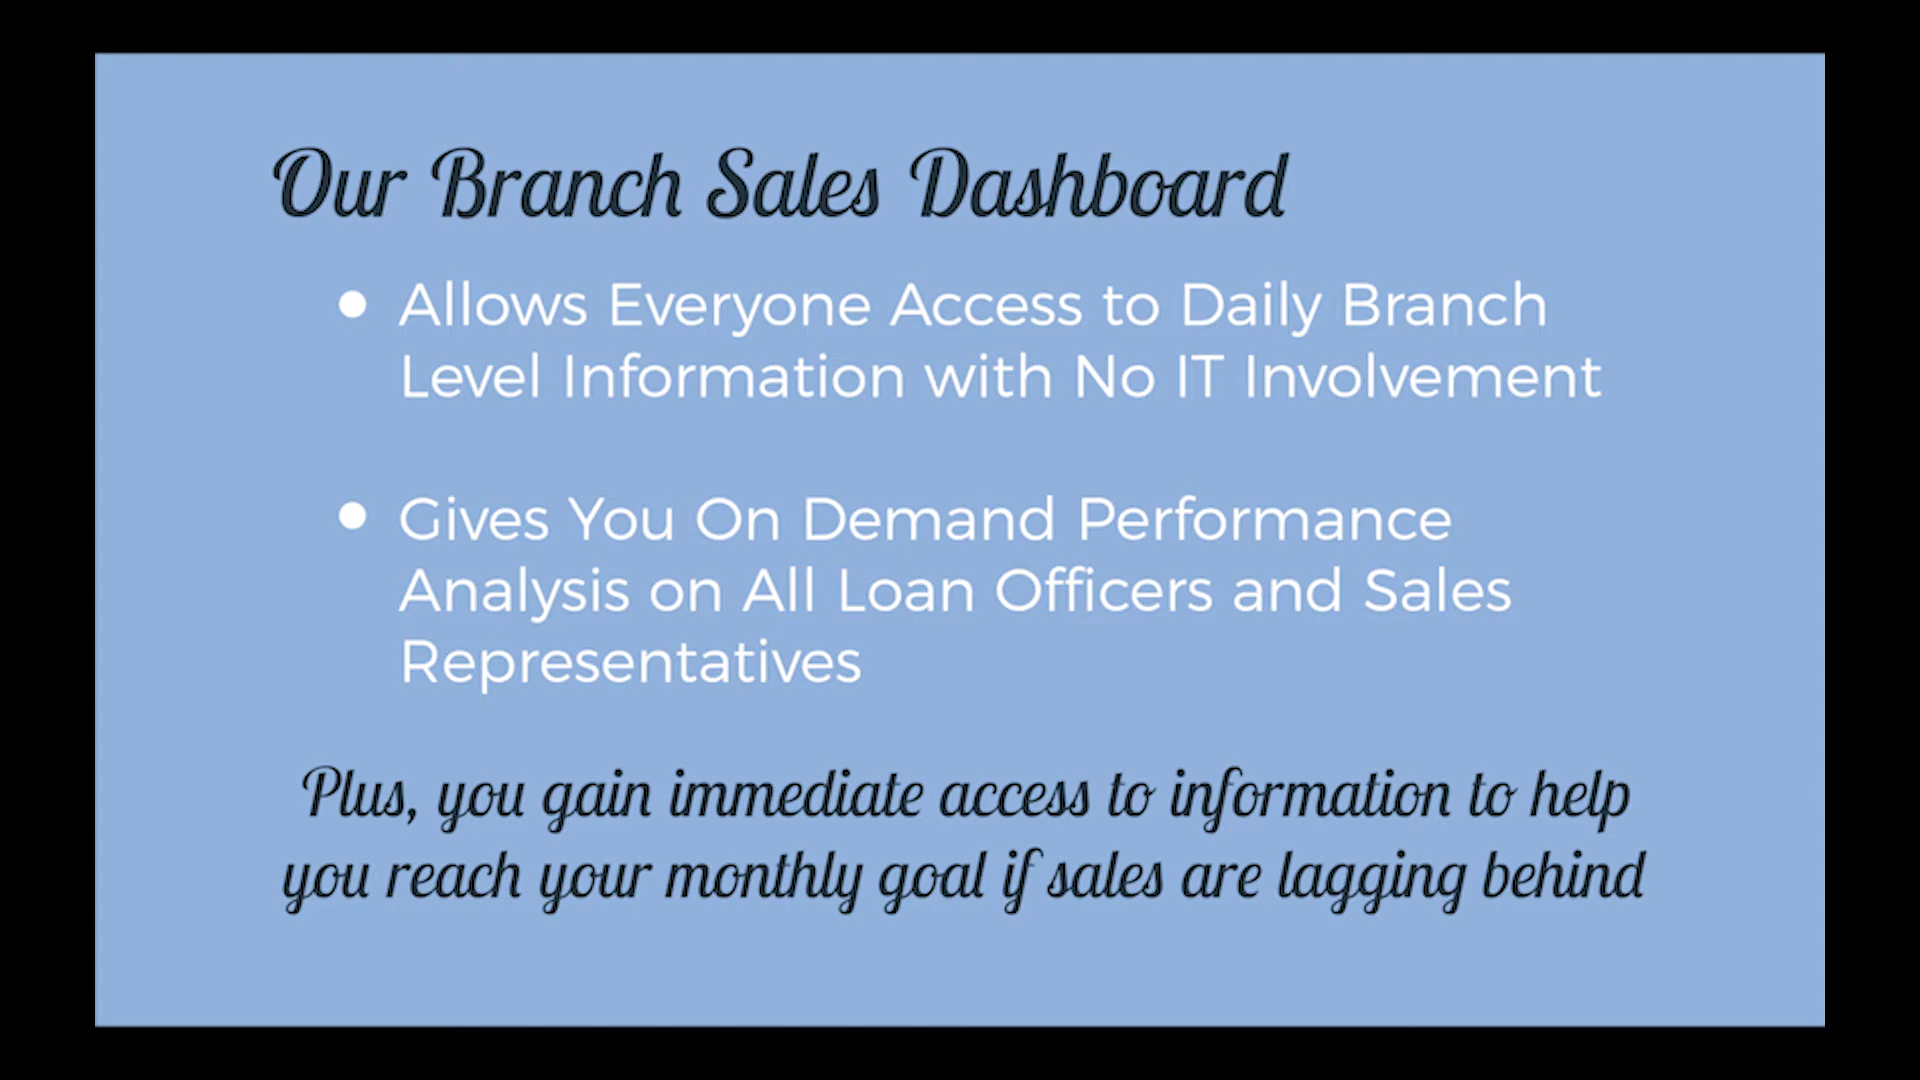 Our Branch Sales Dashboard
● Allows Everyone Access to Daily Branch
Level Information with No IT Involvement
● Gives You On Demand Performance
Analysis on All Loan Officers and Sales
Representatives
Plus, you gain immediate access to information to help
you reach your monthly goal if sales are lagging behind